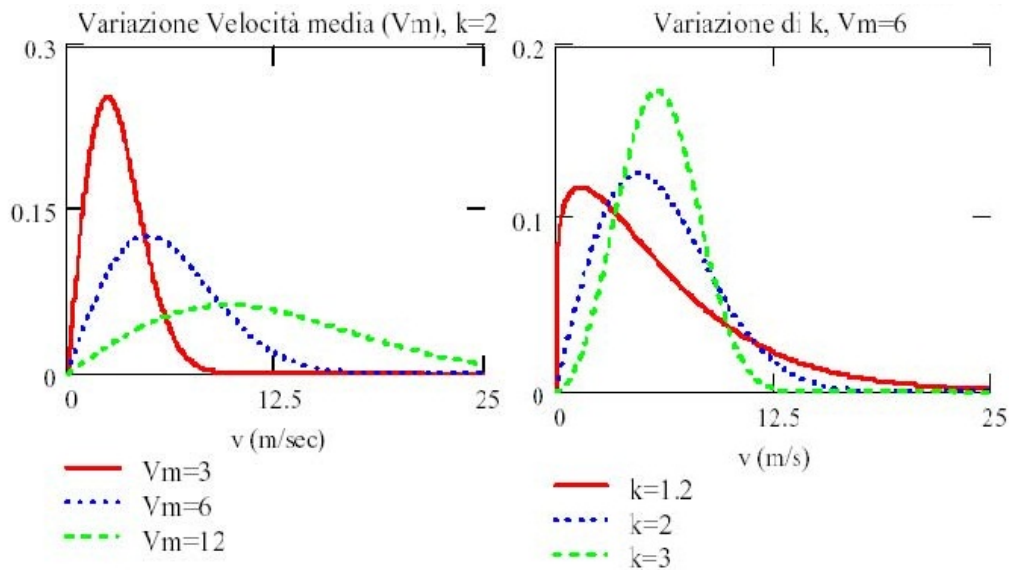 Variazione Velocità media (Vm), k=2
0.3
0.15
0
0
12.5
25
v (m/sec)
Vm=3
Vm=6
Vm=12
Variazione di k, Vm=6
0.2
0.1
0
0
12.5
25
v (m/s)
k=1.2
k=2
k=3